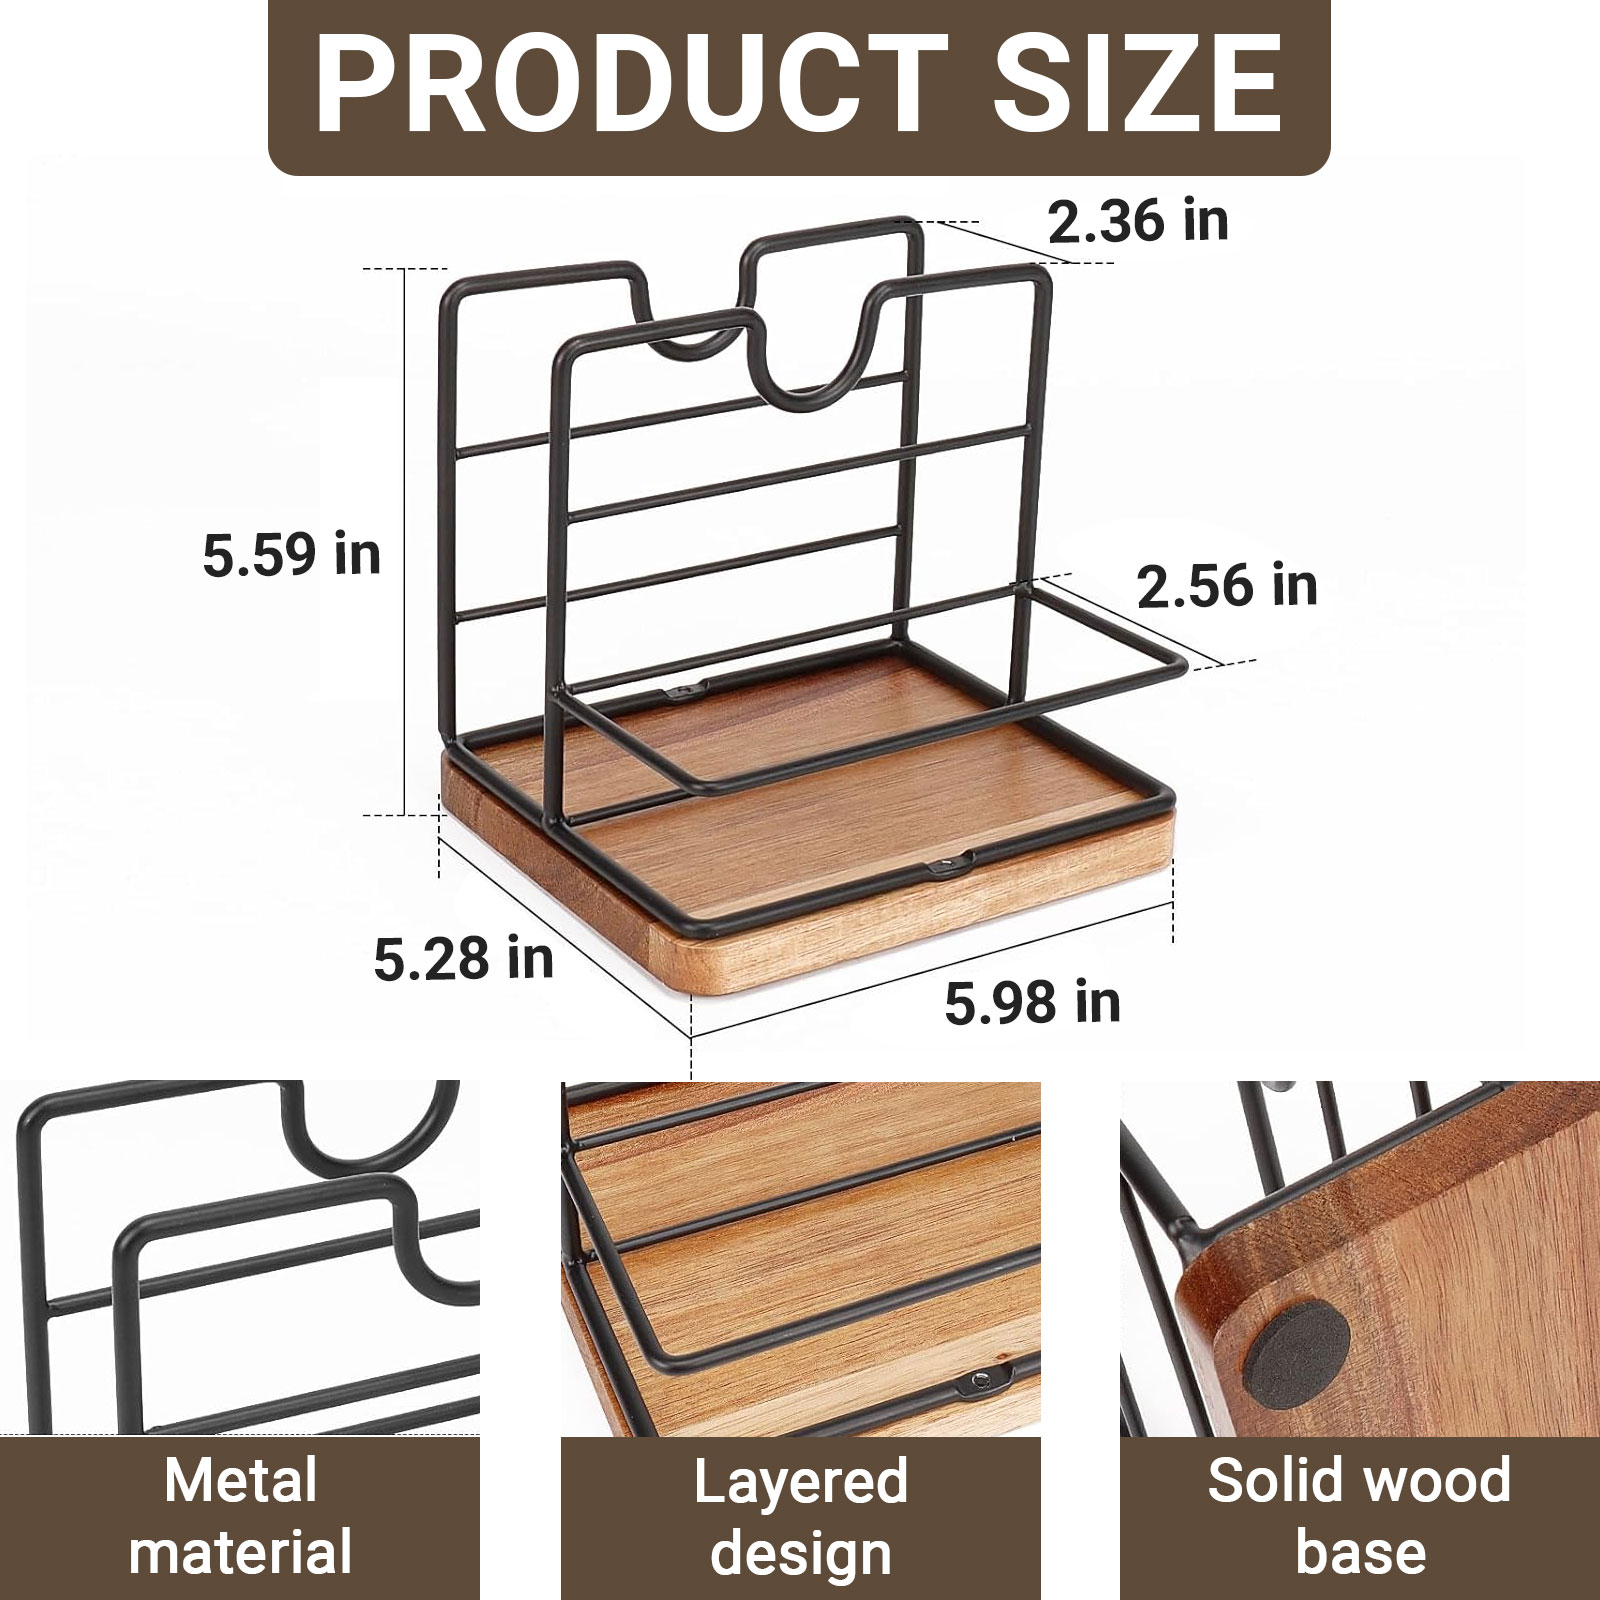 PRODUCT SIZE
2.36 in
5.59 in
2.56 in
5.28 in
5.98 in
Metal
material
Layered
design
Solid wood
base